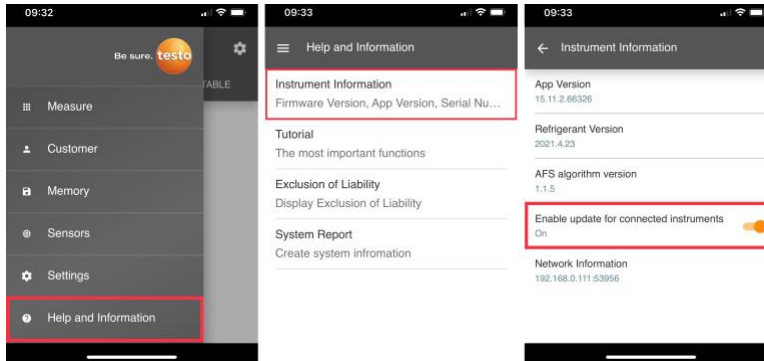 09:32
Be sure. testo
TABLE
Measure
Customer
Memory
Sensors
Settings
Help and Information
09:33
Help and Information
Instrument Information
Firmware Version, App Version, Serial Nu...
Tutorial
The most important functions
Exclusion of Liability
Display Exclusion of Liability
System Report
Create system infromation
09:33
Instrument Information
App Version
15.11.2.66326
Refrigerant Version
2021.4.23
AFS algorithm version
1.1.5
Enable update for connected instruments
On
Network Information
192.168.0.111:53956